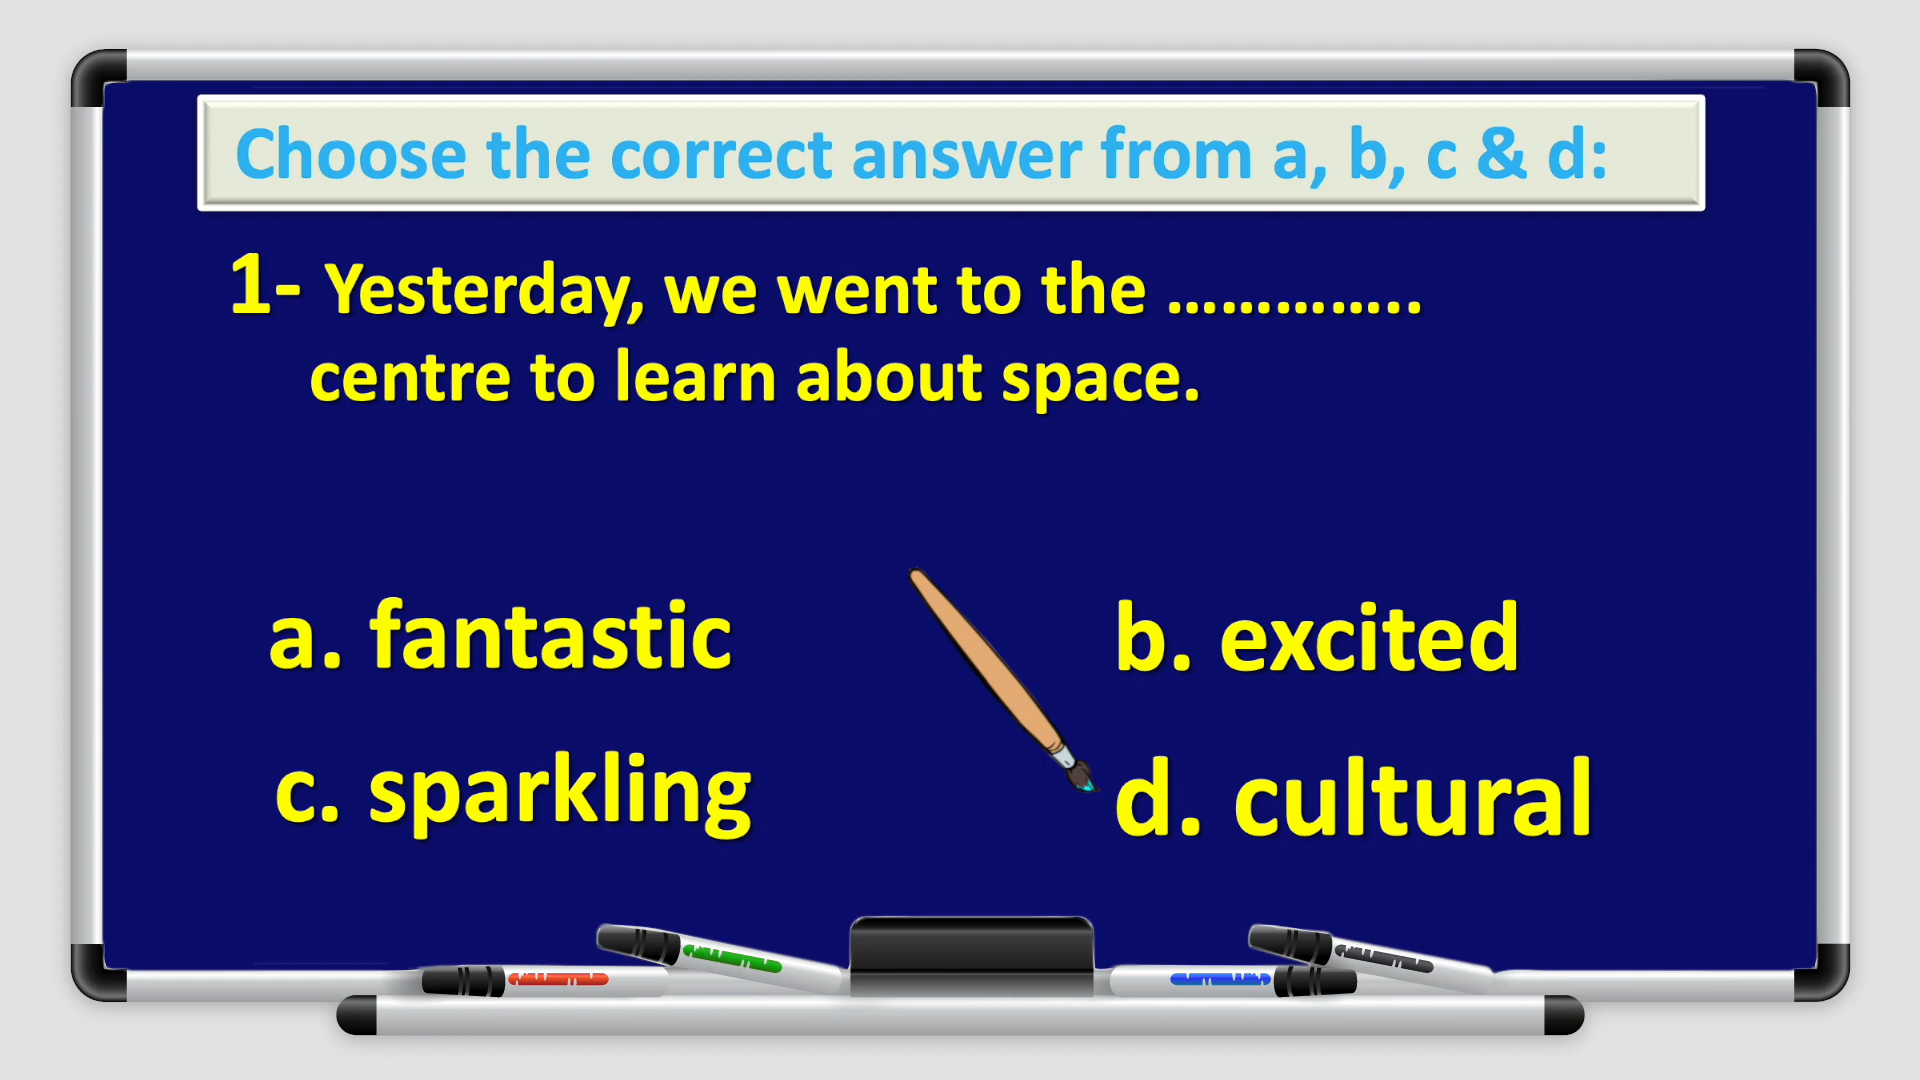 Choose the correct answer from a, b, c & d:
1- Yesterday, we went to the …………..
centre to learn about space.
a. fantastic
b. excited
c. sparkling
d. cultural